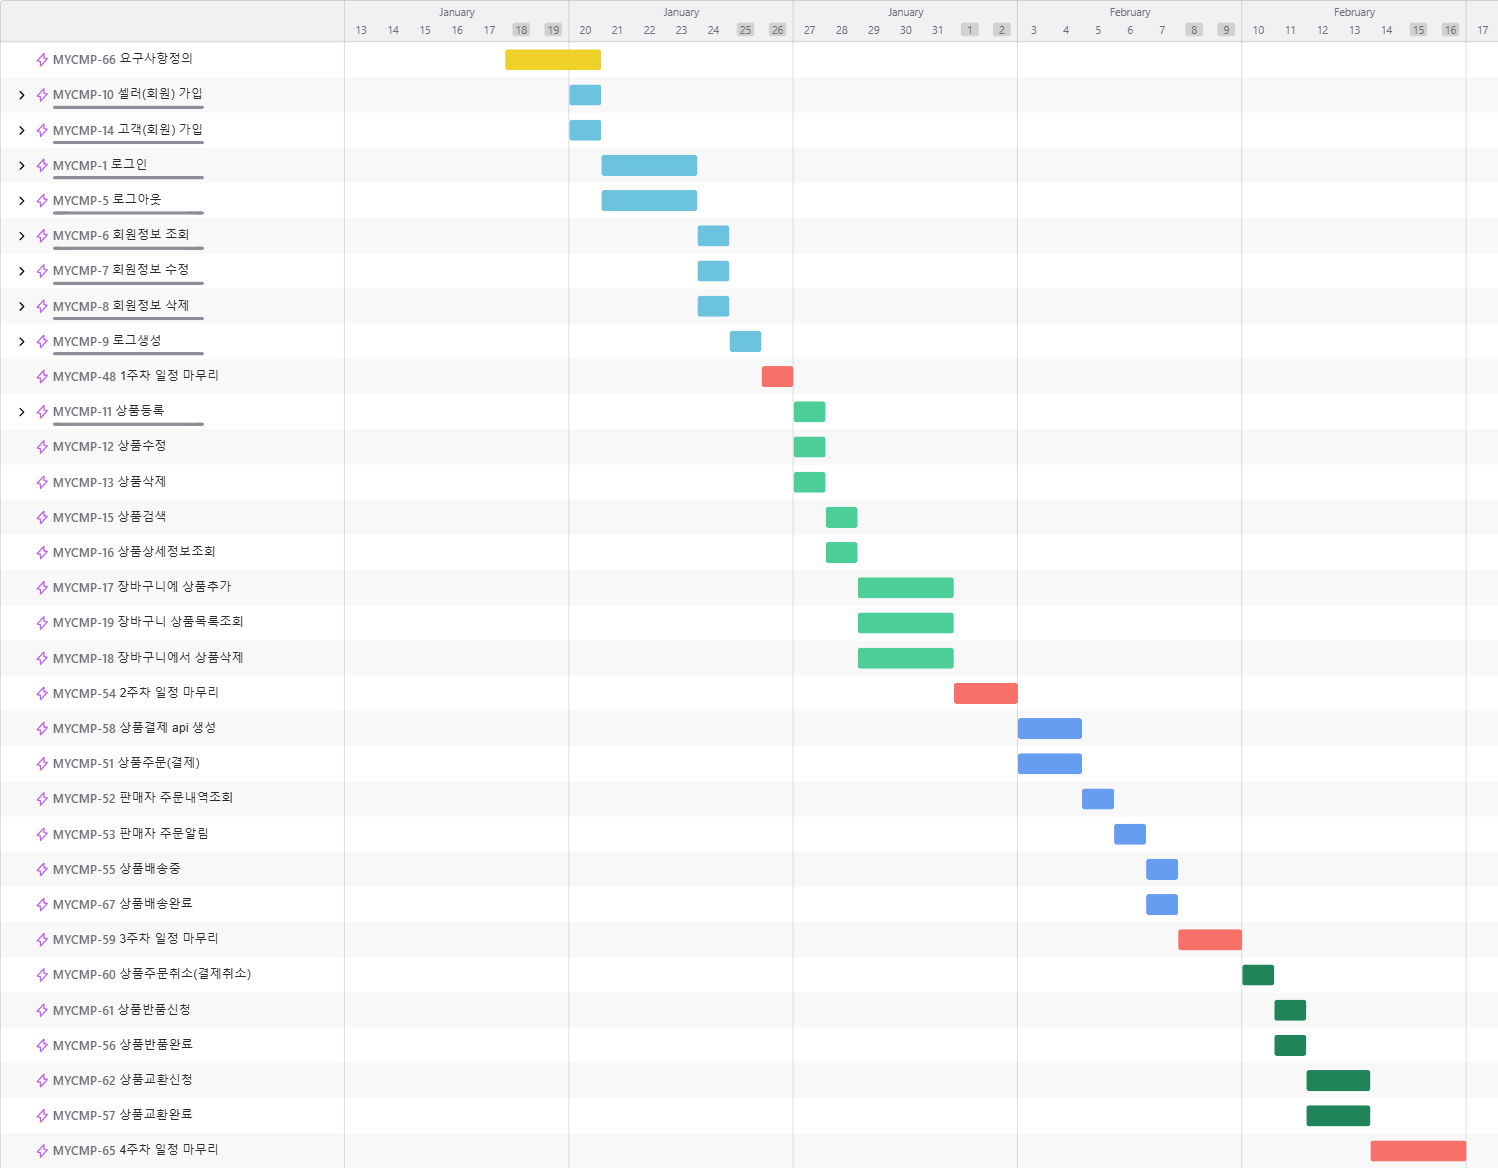 January January January February February
13 14 15 16 17 18 19 20 21 22 23 24 25 26 27 28 29 30 31 1 2 3 4 5 6 7 8 9 10 11 12 13 14 15 16 17
MYCMP-66 요구사항정의
MYCMP-10 셀러(회원) 가입
MYCMP-14 고객(회원) 가입
MYCMP-1 로그인
MYCMP-5 로그아웃
MYCMP-6 회원정보 조회
MYCMP-7 회원정보 수정
MYCMP-8 회원정보 삭제
MYCMP-9 로그생성
MYCMP-48 1주차 일정 마무리
MYCMP-11 상품등록
MYCMP-12 상품수정
MYCMP-13 상품삭제
MYCMP-15 상품검색
MYCMP-16 상품상세정보조회
MYCMP-17 장바구니에 상품추가
MYCMP-19 장바구니 상품목록조회
MYCMP-18 장바구니에서 상품삭제
MYCMP-54 2주차 일정 마무리
MYCMP-58 상품결제 api 생성
MYCMP-51 상품주문(결제)
MYCMP-52 판매자 주문내역조회
MYCMP-53 판매자 주문알림
MYCMP-55 상품배송중
MYCMP-67 상품배송완료
MYCMP-59 3주차 일정 마무리
MYCMP-60 상품주문취소(결제취소)
MYCMP-61 상품반품신청
MYCMP-56 상품반품완료
MYCMP-62 상품교환신청
MYCMP-57 상품교환완료
MYCMP-65 4주차 일정 마무리